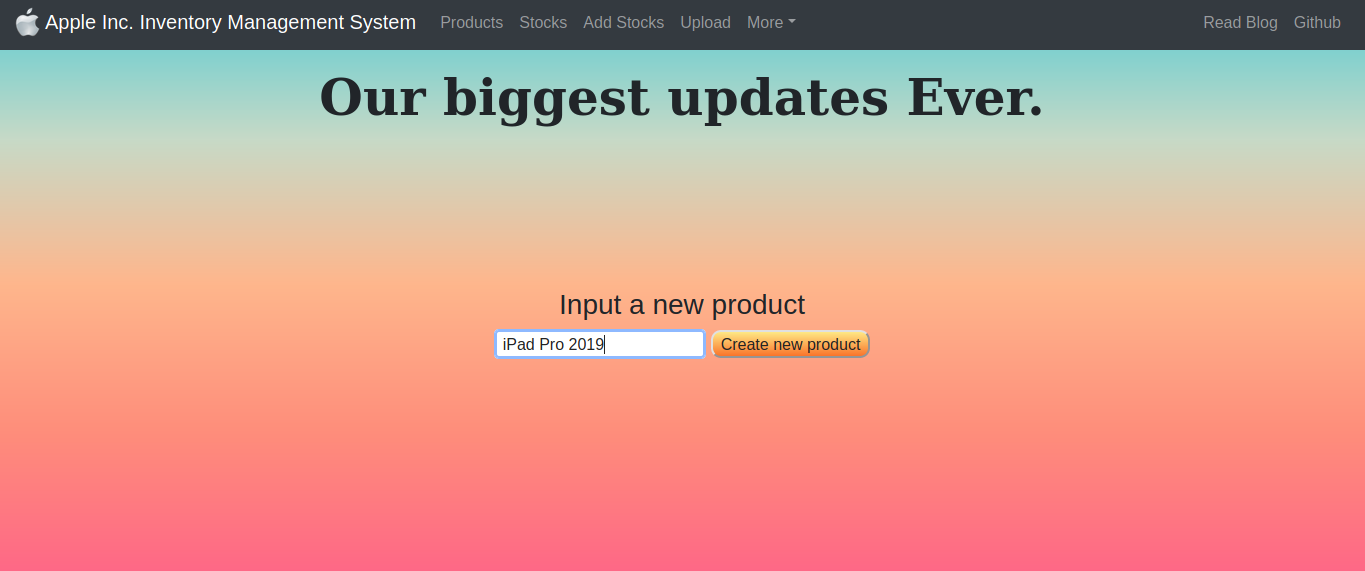 Apple Inc. Inventory Management System Products Stocks Add Stocks Upload More Read Blog Github
Our biggest updates Ever.
Input a new product
iPad Pro 2019 Create new product